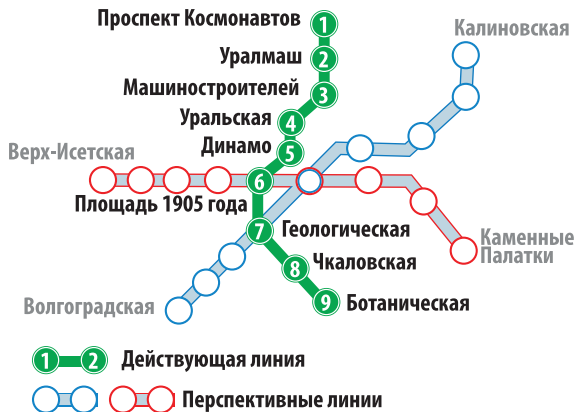 Проспект Космонавтов 1
Калиновская
Уралмаш 2
Машиностроителей 3
Уральская 4
Динамо 5
Верх-Исетская
6
Площадь 1905 года
7 Геологическая
Каменные
Палатки
8 Чкаловская
Волгоградская
9 Ботаническая
1 2 Действующая линия
Перспективные линии